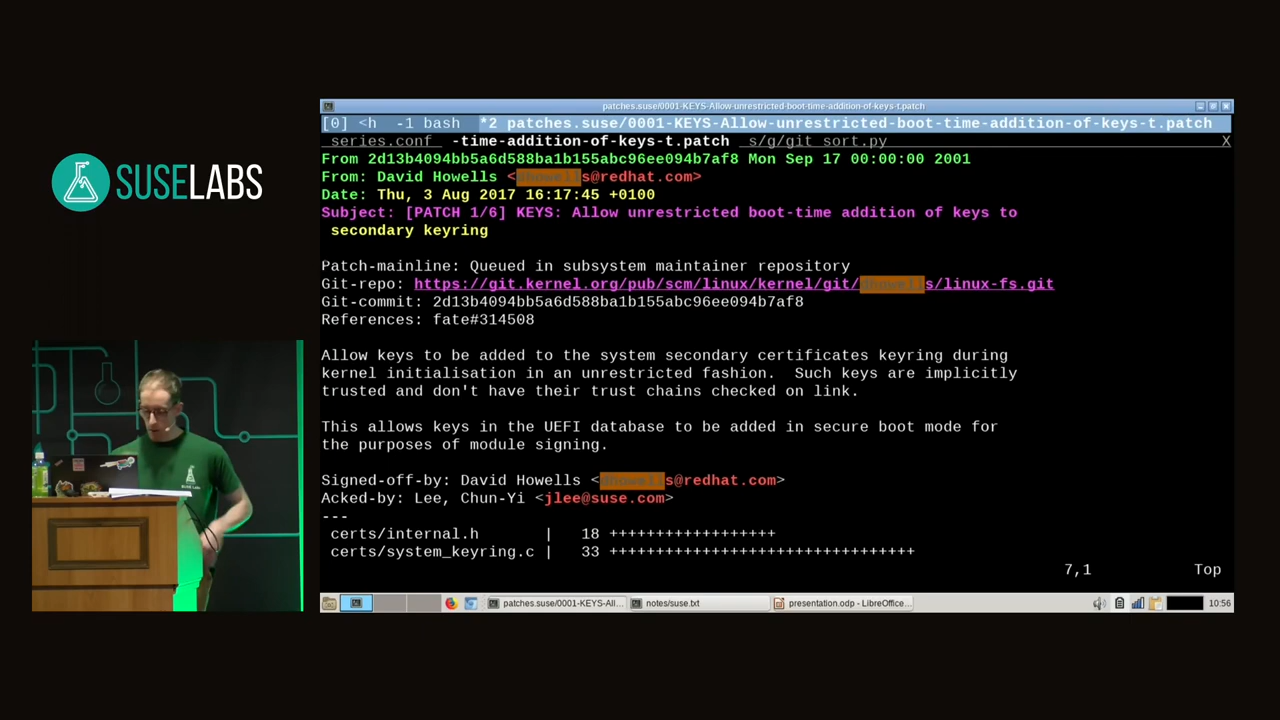 SUSELABS
patches.suse/0001-KEYS-Allow-unrestricted-boot-time-addition-of-keys-t.patch
[0] <h -1 bash *2 patches.suse/0001-KEYS-Allow-unrestricted-boot-time-addition-of-keys-t.patch
series.conf -time-addition-of-keys-t.patch s/g/git_sort.py X
From 2d13b4094bb5a6d588ba1b155abc96ee094b7af8 Mon Sep 17 00:00:00 2001
From: David Howells <dhowells@redhat.com>
Date: Thu, 3 Aug 2017 16:17:45 +0100
Subject: [PATCH 1/6] KEYS: Allow unrestricted boot-time addition of keys to
secondary keyring
Patch-mainline: Queued in subsystem maintainer repository
Git-repo: https://git.kernel.org/pub/scm/linux/kernel/git/dhowells/linux-fs.git
Git-commit: 2d13b4094bb5a6d588ba1b155abc96ee094b7af8
References: fate#314508
Allow keys to be added to the system secondary certificates keyring during
kernel initialisation in an unrestricted fashion. Such keys are implicitly
trusted and don't have their trust chains checked on link.
This allows keys in the UEFI database to be added in secure boot mode for
the purposes of module signing.
Signed-off-by: David Howells <dhowells@redhat.com>
Acked-by: Lee, Chun-Yi <jlee@suse.com>
---
certs/internal.h | 18 ++++++++++++++++++
certs/system_keyring.c | 33 +++++++++++++++++++++++++++++++++
7,1 Top
patches.suse/0001-KEYS-All... notes/suse.txt presentation.odp - LibreOffice... 10:56
SUSE LABS